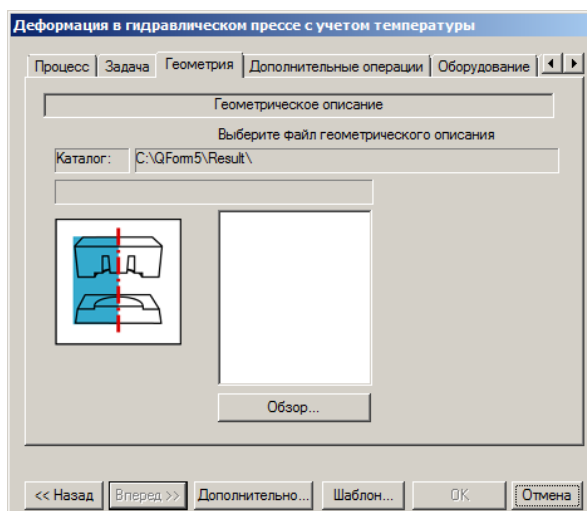 Деформация в гидравлическом прессе с учетом температуры
Процесс Задача Геометрия Дополнительные операции Оборудование
Геометрическое описание
Выберите файл геометрического описания
Каталог: C:\QForm5\Result\
Обзор...
<< Назад Вперед >> Дополнительно... Шаблон... OK Отмена